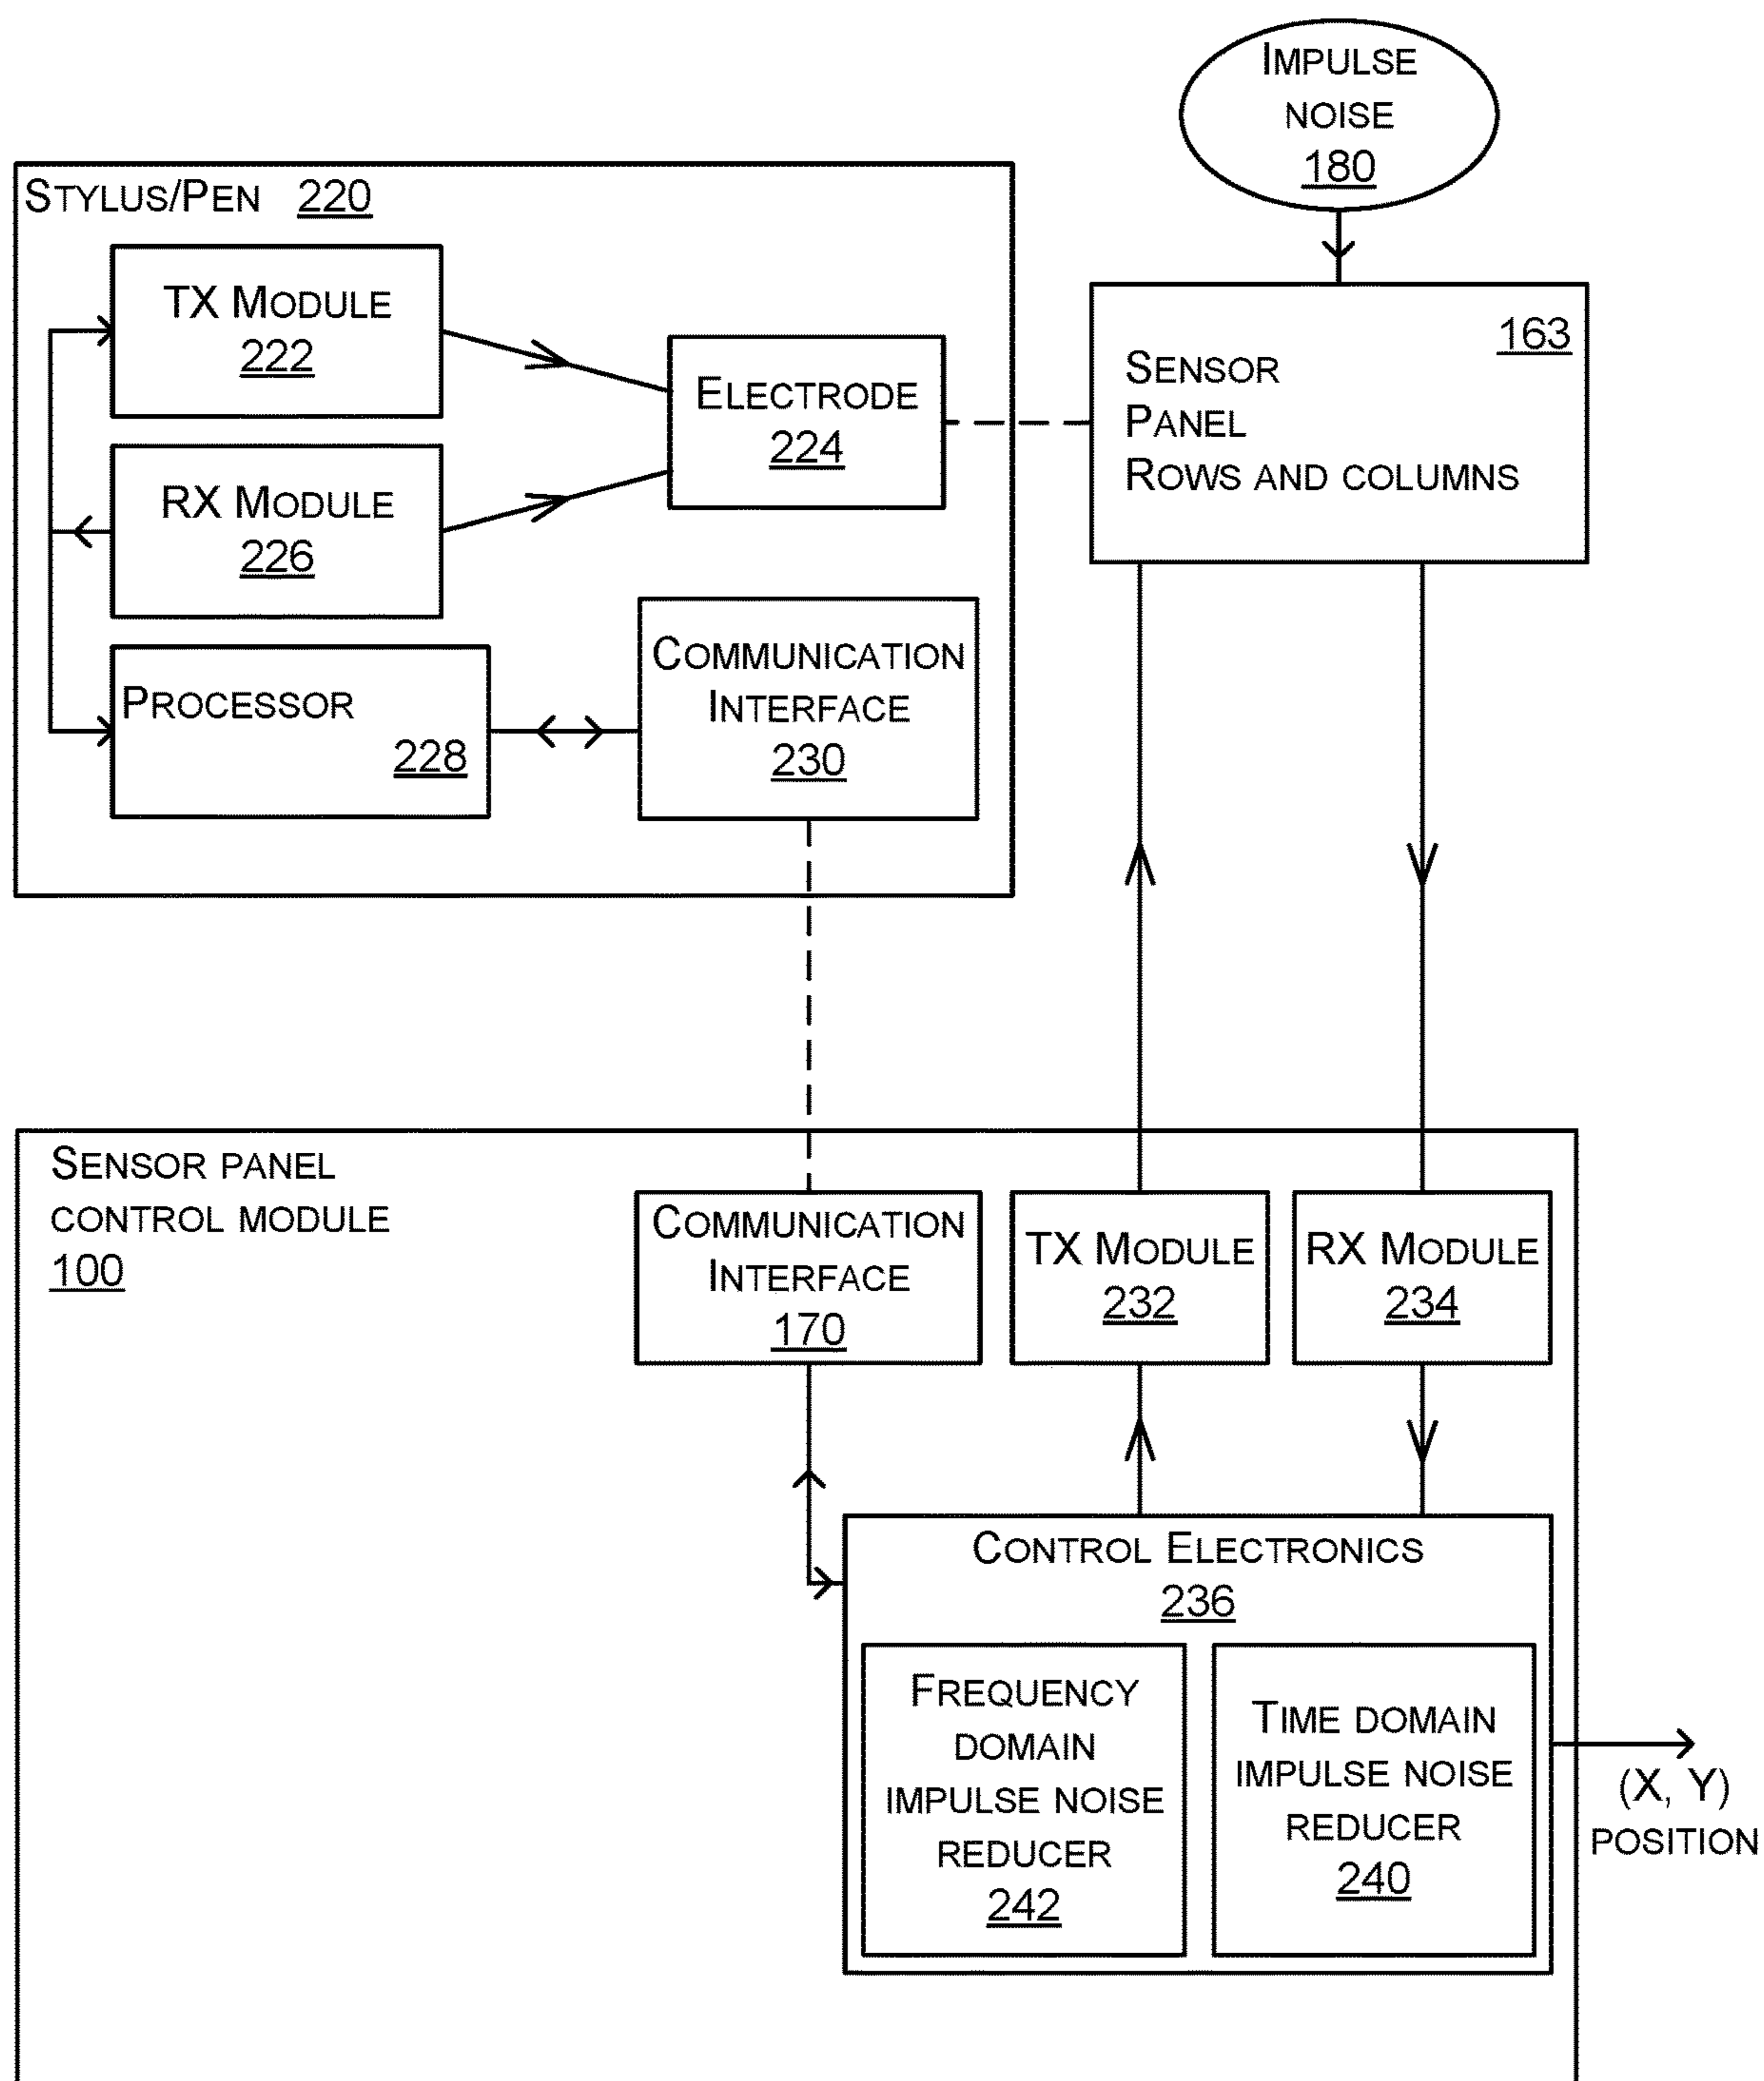 IMPULSE
NOISE
180
STYLUS/PEN 220
TX MODULE
222
ELECTRODE
224
RX MODULE
226
PROCESSOR
228
COMMUNICATION
INTERFACE
230
163
SENSOR
PANEL
ROWS AND COLUMNS
SENSOR PANEL
CONTROL MODULE
100
COMMUNICATION
INTERFACE
170
TX MODULE
232
RX MODULE
234
CONTROL ELECTRONICS
236
FREQUENCY
DOMAIN
IMPULSE NOISE
REDUCER
242
TIME DOMAIN
IMPULSE NOISE
REDUCER
240
(X, Y)
POSITION